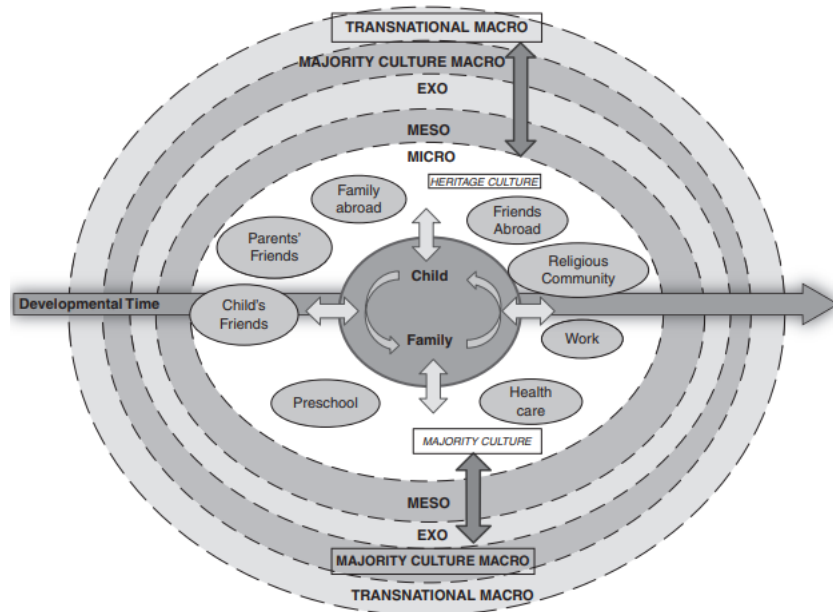 TRANSNATIONAL MACRO
MAJORITY CULTURE MACRO
EXO
MESO
MICRO
HERITAGE CULTURE
Family
abroad
Friends
Abroad
Parents'
Friends
Religious
Community
Child
Developmental Time
Child's
Friends
Family
Work
Preschool
Health
care
MAJORITY CULTURE
MESO
EXO
MAJORITY CULTURE MACRO
TRANSNATIONAL MACRO